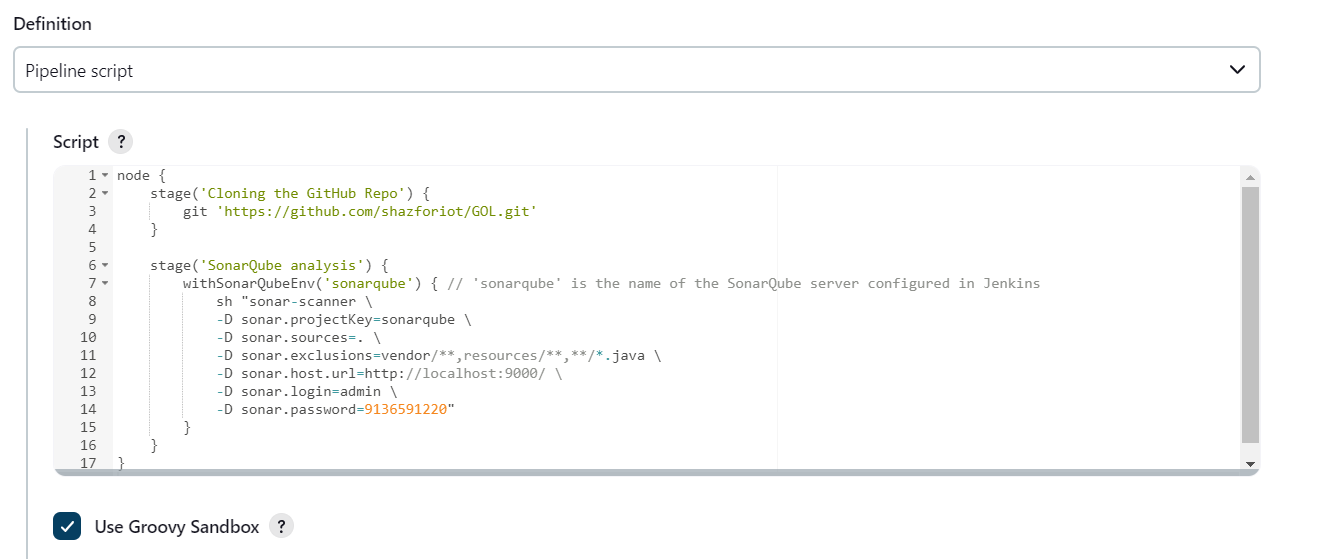 Definition
Pipeline script
Script ?
1 node {
2 stage('Cloning the GitHub Repo') {
3 git 'https://github.com/shazforiot/GOL.git'
4 }
5
6 stage('SonarQube analysis') {
7 withSonarQubeEnv('sonarqube') { // 'sonarqube' is the name of the SonarQube server configured in Jenkins
8 sh "sonar-scanner \
9 -D sonar.projectKey=sonarqube \
10 -D sonar.sources=. \
11 -D sonar.exclusions=vendor/**,resources/**,**/*.java \
12 -D sonar.host.url=http://localhost:9000/ \
13 -D sonar.login=admin \
14 -D sonar.password=9136591220"
15 }
16 }
17 }
Use Groovy Sandbox ?